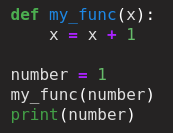 def my_func(x):
    x = x + 1

number = 1
my_func(number)
print(number)